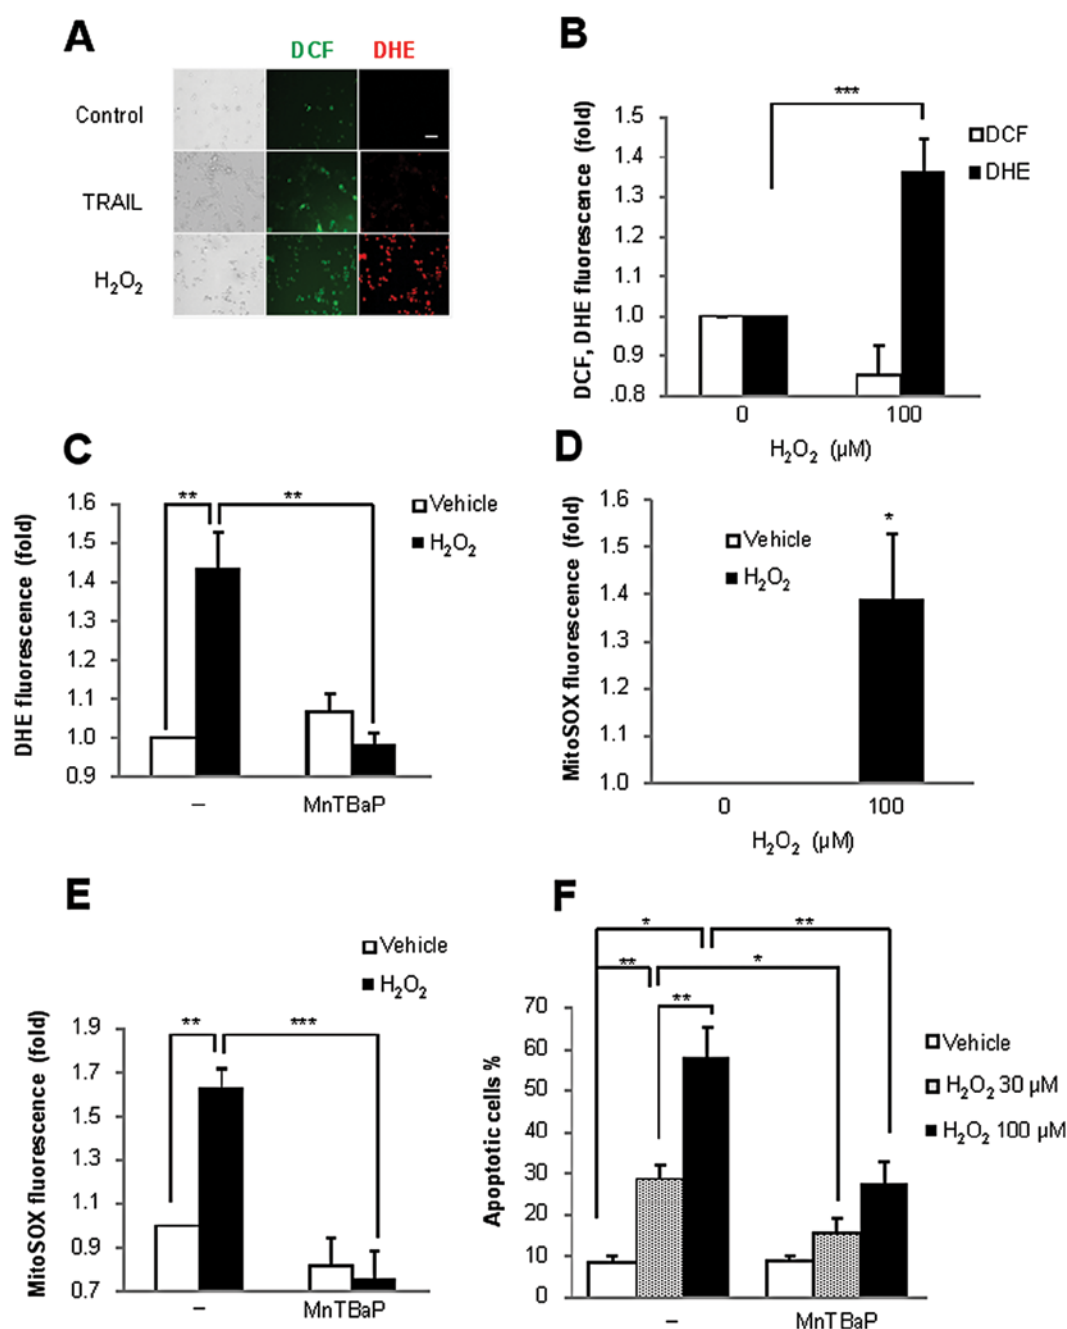 A
DCF DHE
Control
TRAIL
H₂O₂
B
***
DCF, DHE fluorescence (fold)
1.5
1.4
1.3
1.2
1.1
1.0
0.9
.0.8
DCF
DHE
0 100
H₂O₂ (µM)
C
** **
DHE fluorescence (fold)
1.6
1.5
1.4
1.3
1.2
1.1
1.0
0.9
Vehicle
H₂O₂
– MnTBaP
D
MitoSOX fluorescence (fold)
1.6
1.5
1.4
1.3
1.2
1.1
1.0
Vehicle
H₂O₂
*
0 100
H₂O₂ (µM)
E
Vehicle
H₂O₂
** ***
MitoSOX fluorescence (fold)
1.9
1.7
1.5
1.3
1.1
0.9
0.7
– MnTBaP
F
* **
** *
**
Apoptotic cells %
70
60
50
40
30
20
10
0
Vehicle
H₂O₂ 30 µM
H₂O₂ 100 µM
– MnTBaP